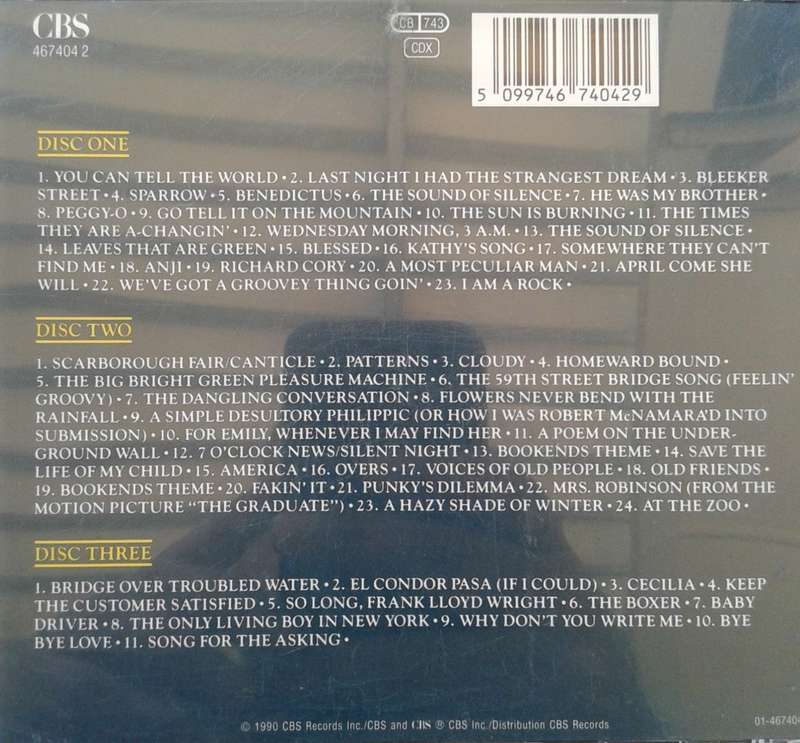 CBS
467404 2
CB 743
CDX
5 099746 740429
DISC ONE
1. YOU CAN TELL THE WORLD • 2. LAST NIGHT I HAD THE STRANGEST DREAM • 3. BLEEKER
STREET • 4. SPARROW • 5. BENEDICTUS • 6. THE SOUND OF SILENCE • 7. HE WAS MY BROTHER •
8. PEGGY-O • 9. GO TELL IT ON THE MOUNTAIN • 10. THE SUN IS BURNING • 11. THE TIMES
THEY ARE A-CHANGIN' • 12. WEDNESDAY MORNING, 3 A.M. • 13. THE SOUND OF SILENCE •
14. LEAVES THAT ARE GREEN • 15. BLESSED • 16. KATHY'S SONG • 17. SOMEWHERE THEY CAN'T
FIND ME • 18. ANJI • 19. RICHARD CORY • 20. A MOST PECULIAR MAN • 21. APRIL COME SHE
WILL • 22. WE'VE GOT A GROOVEY THING GOIN' • 23. I AM A ROCK •
DISC TWO
1. SCARBOROUGH FAIR/CANTICLE • 2. PATTERNS • 3. CLOUDY • 4. HOMEWARD BOUND •
5. THE BIG BRIGHT GREEN PLEASURE MACHINE • 6. THE 59TH STREET BRIDGE SONG (FEELIN'
GROOVY) • 7. THE DANGLING CONVERSATION • 8. FLOWERS NEVER BEND WITH THE
RAINFALL • 9. A SIMPLE DESULTORY PHILIPPIC (OR HOW I WAS ROBERT McNAMARA'D INTO
SUBMISSION) • 10. FOR EMILY, WHENEVER I MAY FIND HER • 11. A POEM ON THE UNDER-
GROUND WALL • 12. 7 O'CLOCK NEWS/SILENT NIGHT • 13. BOOKENDS THEME • 14. SAVE THE
LIFE OF MY CHILD • 15. AMERICA • 16. OVERS • 17. VOICES OF OLD PEOPLE • 18. OLD FRIENDS •
19. BOOKENDS THEME • 20. FAKIN' IT • 21. PUNKY'S DILEMMA • 22. MRS. ROBINSON (FROM THE
MOTION PICTURE "THE GRADUATE") • 23. A HAZY SHADE OF WINTER • 24. AT THE ZOO •
DISC THREE
1. BRIDGE OVER TROUBLED WATER • 2. EL CONDOR PASA (IF I COULD) • 3. CECILIA • 4. KEEP
THE CUSTOMER SATISFIED • 5. SO LONG, FRANK LLOYD WRIGHT • 6. THE BOXER • 7. BABY
DRIVER • 8. THE ONLY LIVING BOY IN NEW YORK • 9. WHY DON'T YOU WRITE ME • 10. BYE
BYE LOVE • 11. SONG FOR THE ASKING •
© 1990 CBS Records Inc./CBS and CBS ® CBS Inc./Distribution CBS Records
01-467404